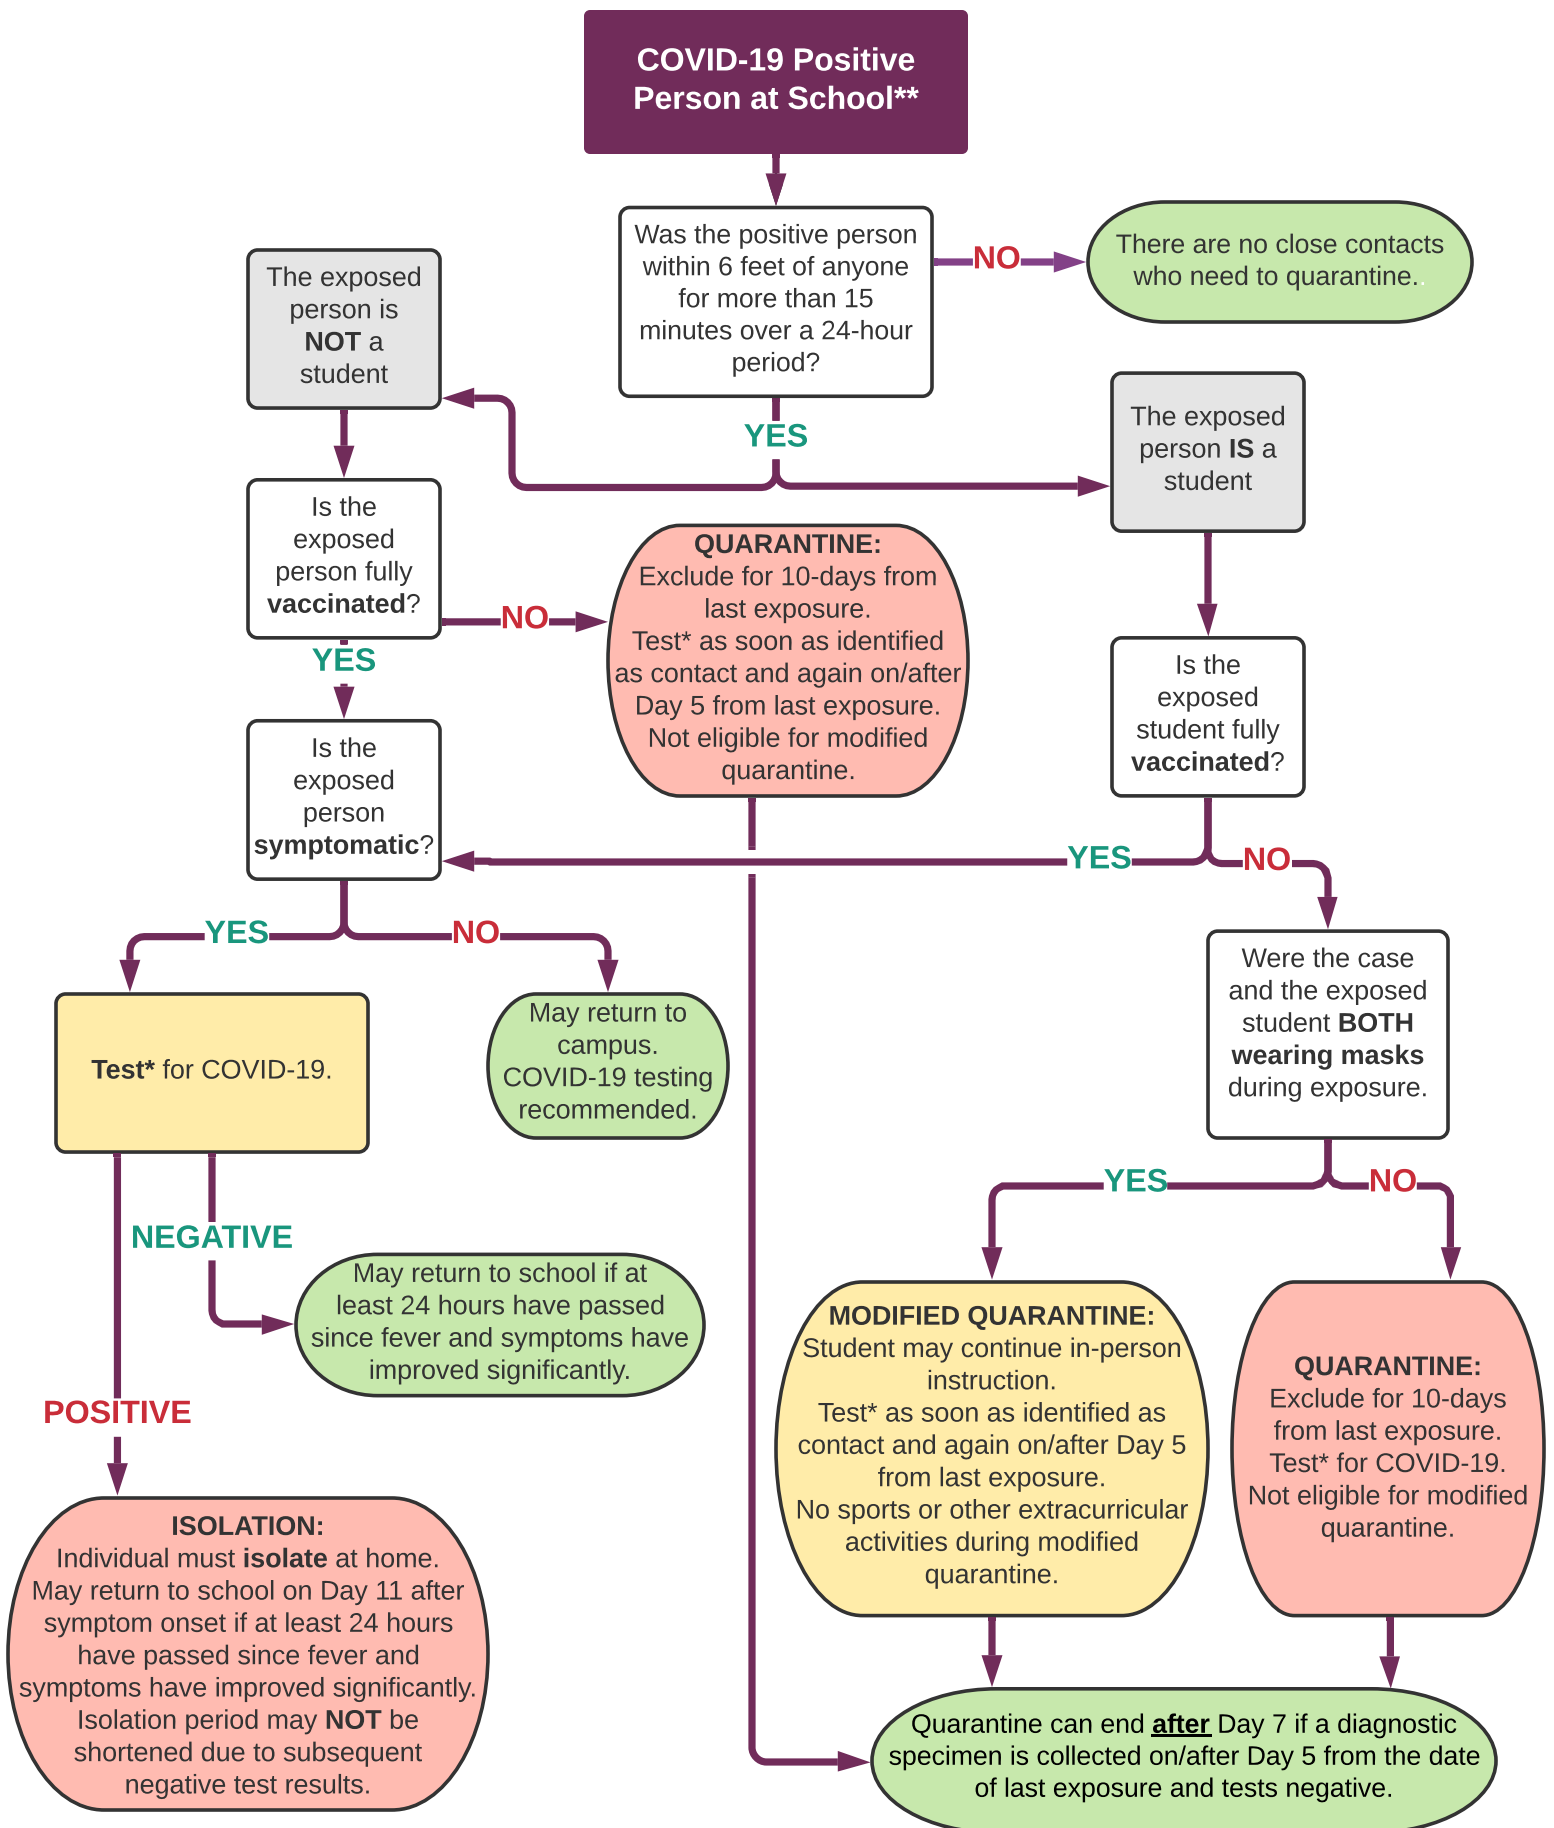 COVID-19 Positive
Person at School**
Was the positive person
within 6 feet of anyone
for more than 15
minutes over a 24-hour
period?
NO
There are no close contacts
who need to quarantine..
YES
The exposed
person is
NOT a
student
The exposed
person IS a
student
Is the
exposed
person fully
vaccinated?
NO
QUARANTINE:
Exclude for 10-days from
last exposure.
Test* as soon as identified
as contact and again on/after
Day 5 from last exposure.
Not eligible for modified
quarantine.
YES
Is the
exposed
person
symptomatic?
Is the
exposed
student fully
vaccinated?
YES
NO
YES
NO
Test* for COVID-19.
May return to
campus.
COVID-19 testing
recommended.
Were the case
and the exposed
student BOTH
wearing masks
during exposure.
YES
NO
NEGATIVE
May return to school if at
least 24 hours have passed
since fever and symptoms have
improved significantly.
POSITIVE
ISOLATION:
Individual must isolate at home.
May return to school on Day 11 after
symptom onset if at least 24 hours
have passed since fever and
symptoms have improved significantly.
Isolation period may NOT be
shortened due to subsequent
negative test results.
MODIFIED QUARANTINE:
Student may continue in-person
instruction.
Test* as soon as identified as
contact and again on/after Day 5
from last exposure.
No sports or other extracurricular
activities during modified
quarantine.
QUARANTINE:
Exclude for 10-days
from last exposure.
Test* for COVID-19.
Not eligible for modified
quarantine.
Quarantine can end after Day 7 if a diagnostic
specimen is collected on/after Day 5 from the date
of last exposure and tests negative.